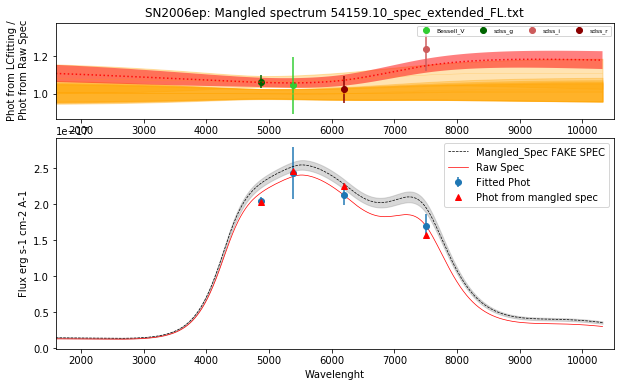 SN2006ep: Mangled spectrum 54159.10_spec_extended_FL.txt
Phot from LCfitting /
Phot from Raw Spec
Bessell_V
sdss_g
sdss_i
sdss_r
1.2
1.0
2000 3000 4000 5000 6000 7000 8000 9000 10000
1e-17
Flux erg s-1 cm-2 A-1
Mangled_Spec FAKE SPEC
Raw Spec
Fitted Phot
Phot from mangled spec
2.5
2.0
1.5
1.0
0.5
0.0
2000 3000 4000 5000 6000 7000 8000 9000 10000
Wavelenght